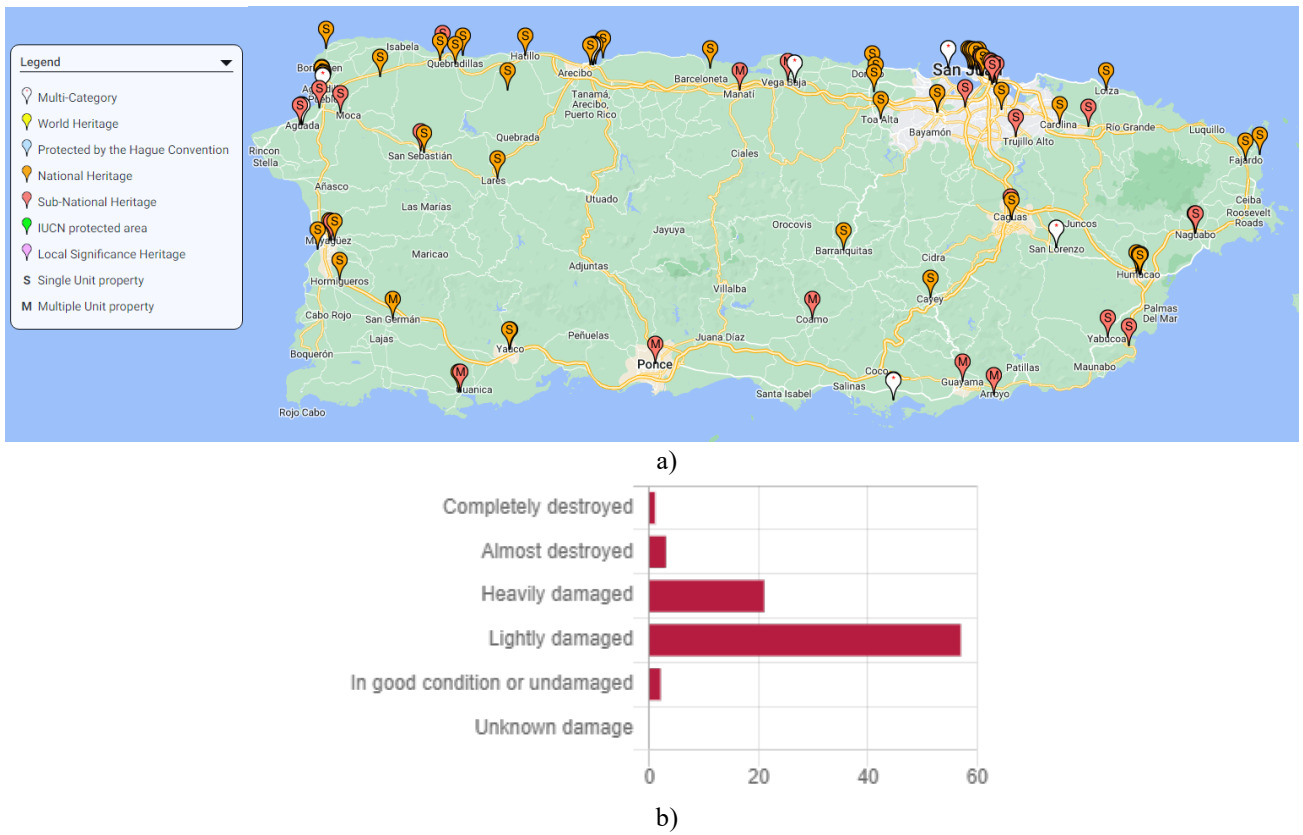 Legend
Multi-Category
World Heritage
Protected by the Hague Convention
National Heritage
Sub-National Heritage
IUCN protected area
Local Significance Heritage
S Single Unit property
M Multiple Unit property
Isabela
Quebradillas
Hatillo
Arecibo
Barceloneta
Manatí
Vega Baja
San Juan
Loiza
Moca
Aguada
Tanamá,
Arecibo,
Puerto Rico
Toa Alta
Bayamón
Carolina
Trujillo Alto
Río Grande
Luquillo
Rincon
Stella
San Sebastián
Quebrada
Ciales
Fajardo
Lares
Añasco
Utuado
Las Marias
Ceiba
Roosevelt
Roads
Caguas
Juncos
Naguabo
Mayagüez
Maricao
Jayuya
Orocovis
Barranquitas
Cidra
San Lorenzo
Hormigueros
Adjuntas
Villalba
Cayey
Humacao
Cabo Rojo
San Germán
Lajas
Coamo
Palmas
Del Mar
Boquerón
Yauco
Peñuelas
Juana Díaz
Ponce
Yabucoa
Maunabo
Guanica
Coco
Salinas
Santa Isabel
Guayama
Patillas
Arroyo
Rojo Cabo
a)
Completely destroyed
Almost destroyed
Heavily damaged
Lightly damaged
In good condition or undamaged
Unknown damage
0 20 40 60
b)